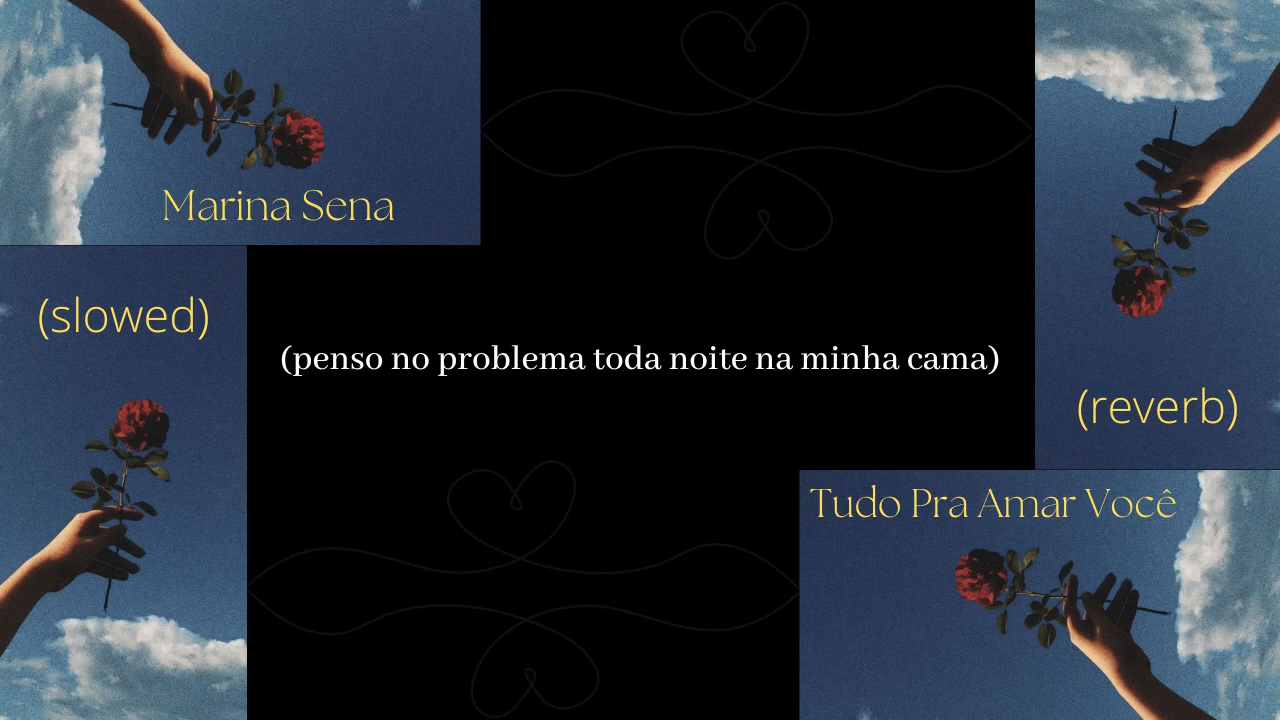 Marina Sena
(slowed)
(penso no problema toda noite na minha cama)
(reverb)
Tudo Pra Amar Você